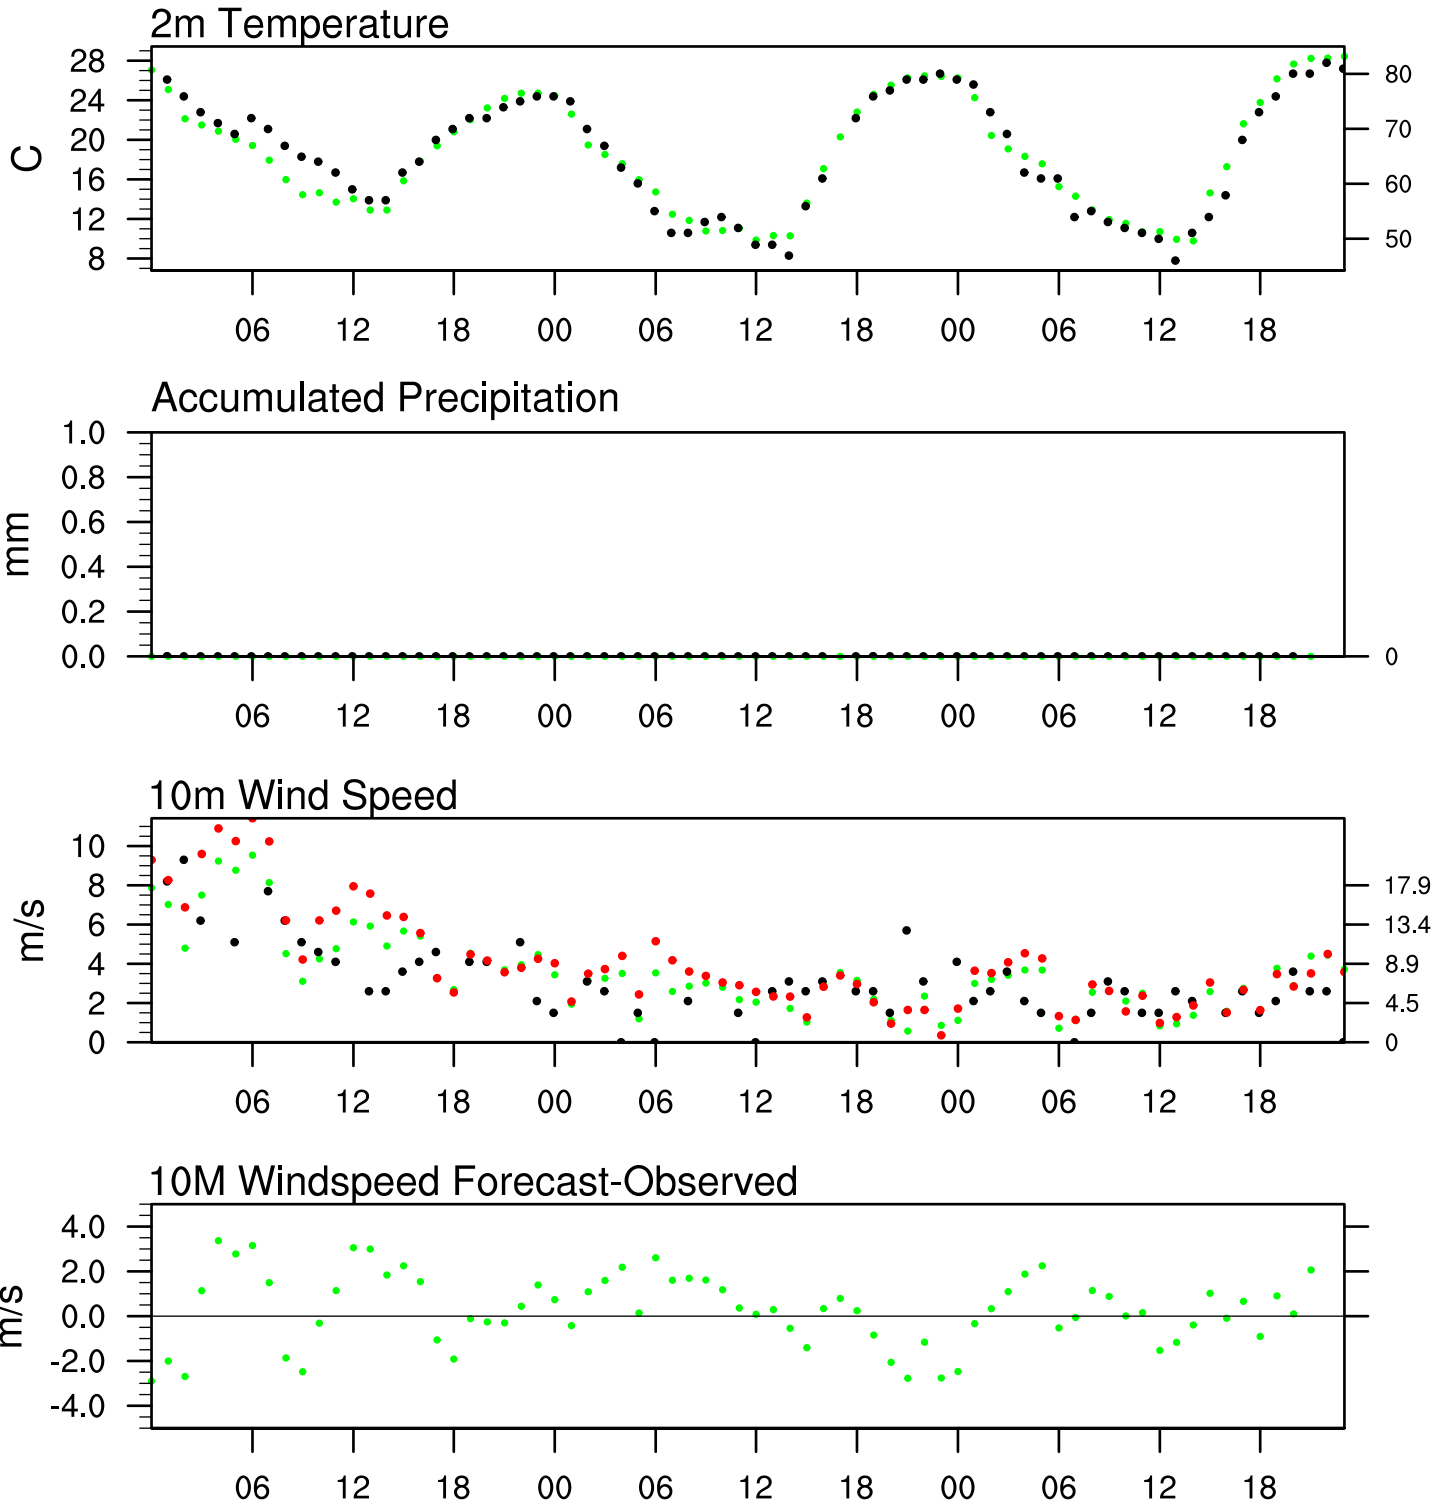 2m Temperature
28
24
20
16
12
8
C
80
70
60
50
06 12 18 00 06 12 18 00 06 12 18
Accumulated Precipitation
1.0
0.8
0.6
0.4
0.2
0.0
mm
0
06 12 18 00 06 12 18 00 06 12 18
10m Wind Speed
10
8
6
4
2
0
m/s
17.9
13.4
8.9
4.5
0
06 12 18 00 06 12 18 00 06 12 18
10M Windspeed Forecast-Observed
4.0
2.0
0.0
-2.0
-4.0
m/s
06 12 18 00 06 12 18 00 06 12 18